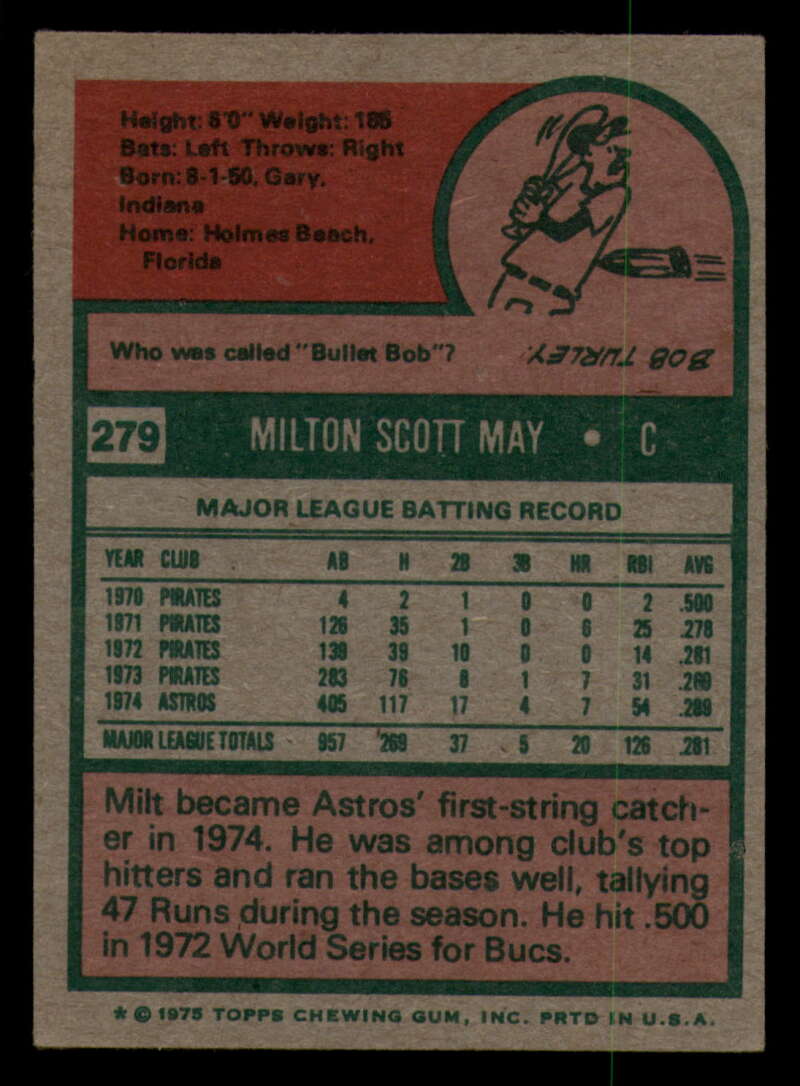 Height: 6'0" Weight: 185
Bats: Left Throws: Right
Born: 8-1-50, Gary,
Indiana
Home: Holmes Beach,
Florida
Who was called "Bullet Bob"?
BOB TURLEY.
279 MILTON SCOTT MAY • C
MAJOR LEAGUE BATTING RECORD
YEAR CLUB AB H 2B 3B HR RBI AVG
1970 PIRATES 4 2 1 0 0 2 .500
1971 PIRATES 126 35 1 0 6 25 .278
1972 PIRATES 139 39 10 0 0 14 .281
1973 PIRATES 283 76 8 1 7 31 .269
1974 ASTROS 405 117 17 4 7 54 .289
MAJOR LEAGUE TOTALS 957 269 37 5 20 126 .281
Milt became Astros' first-string catch-
er in 1974. He was among club's top
hitters and ran the bases well, tallying
47 Runs during the season. He hit .500
in 1972 World Series for Bucs.
* © 1975 TOPPS CHEWING GUM, INC. PRTD IN U.S.A.